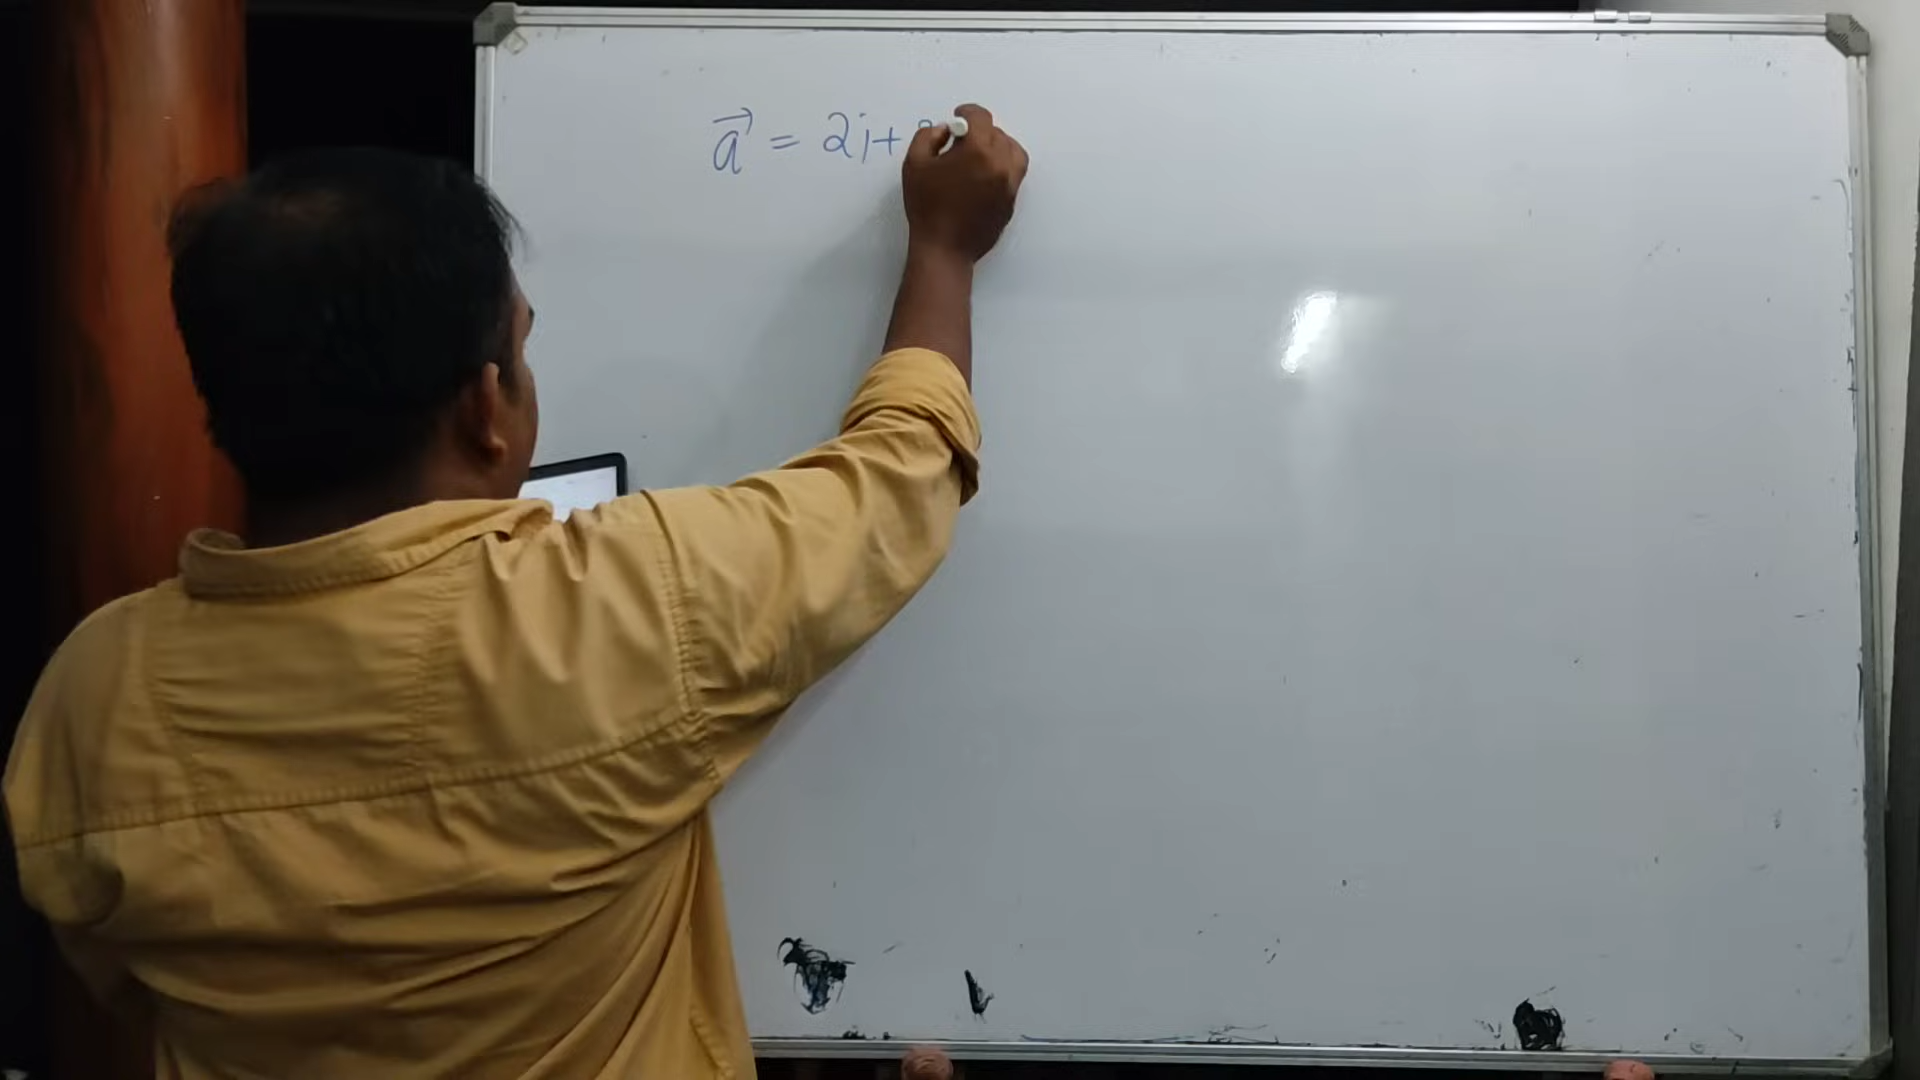 a⃗ = 2i+